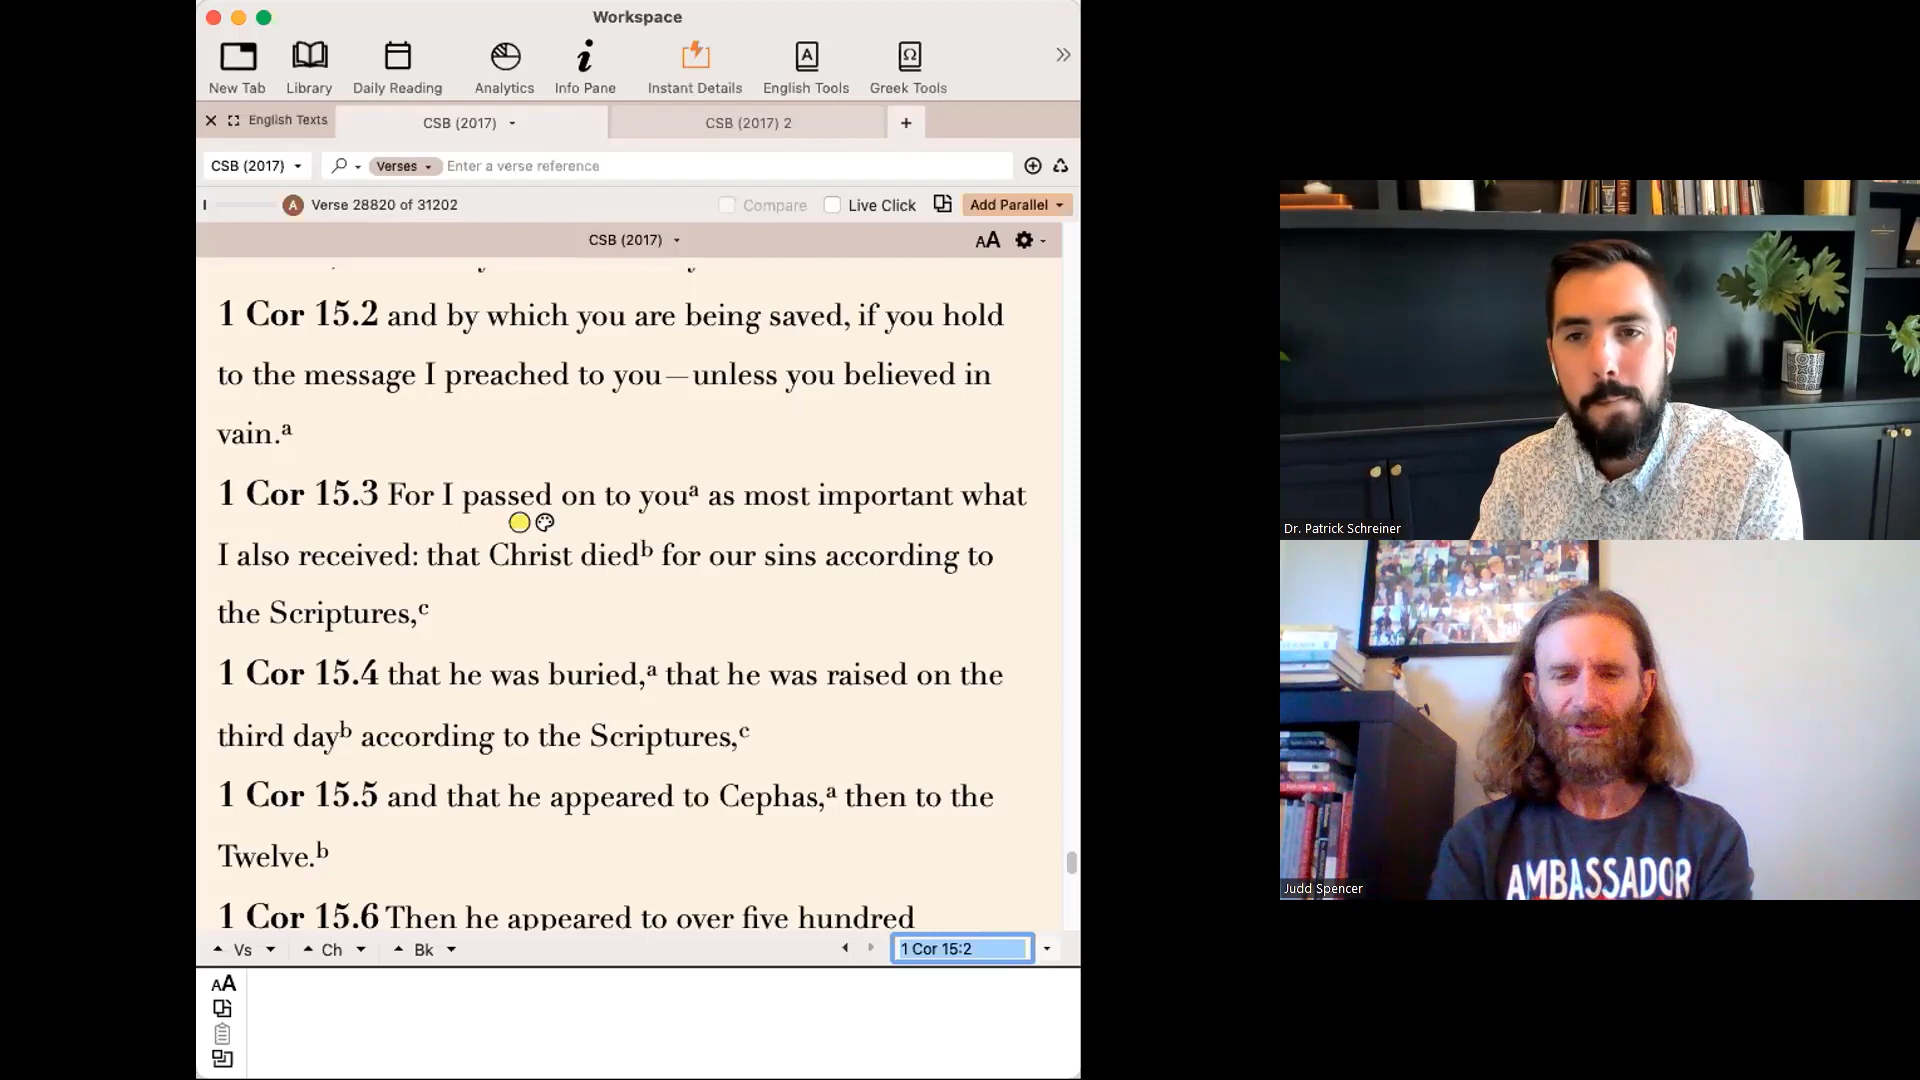 Workspace
New Tab
Library
Daily Reading
Analytics
Info Pane
Instant Details
English Tools
Greek Tools
English Texts
CSB (2017)
CSB (2017) 2
CSB (2017)
Verses
Enter a verse reference
Verse 28820 of 31202
Compare
Live Click
Add Parallel
CSB (2017)
AA
1 Cor 15.2 and by which you are being saved, if you hold
to the message I preached to you—unless you believed in
vain.a
1 Cor 15.3 For I passed on to youa as most important what
I also received: that Christ diedb for our sins according to
the Scriptures,c
1 Cor 15.4 that he was buried,a that he was raised on the
third dayb according to the Scriptures,c
1 Cor 15.5 and that he appeared to Cephas,a then to the
Twelve.b
1 Cor 15.6 Then he appeared to over five hundred
Vs
Ch
Bk
1 Cor 15:2
AA
Dr. Patrick Schreiner
AMBASSADOR
Judd Spencer